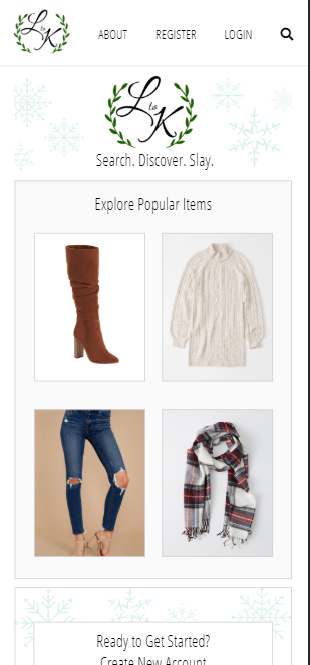 L to K
ABOUT
REGISTER
LOGIN
L to K
Search. Discover. Slay.
Explore Popular Items
Ready to Get Started?
Create New Account